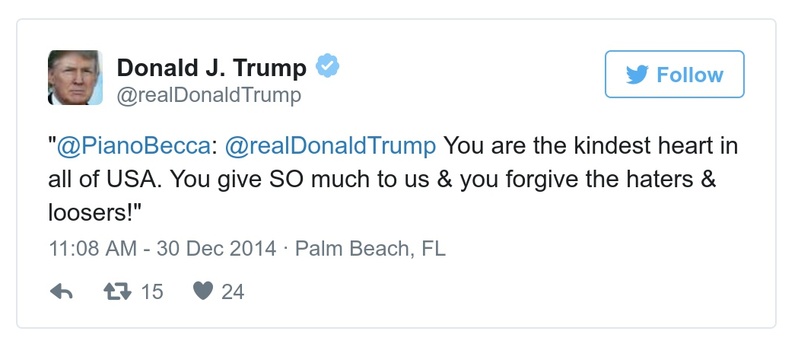 Donald J. Trump
@realDonaldTrump
Follow
"@PianoBecca: @realDonaldTrump You are the kindest heart in
all of USA. You give SO much to us & you forgive the haters &
loosers!"
11:08 AM - 30 Dec 2014 · Palm Beach, FL
15 24